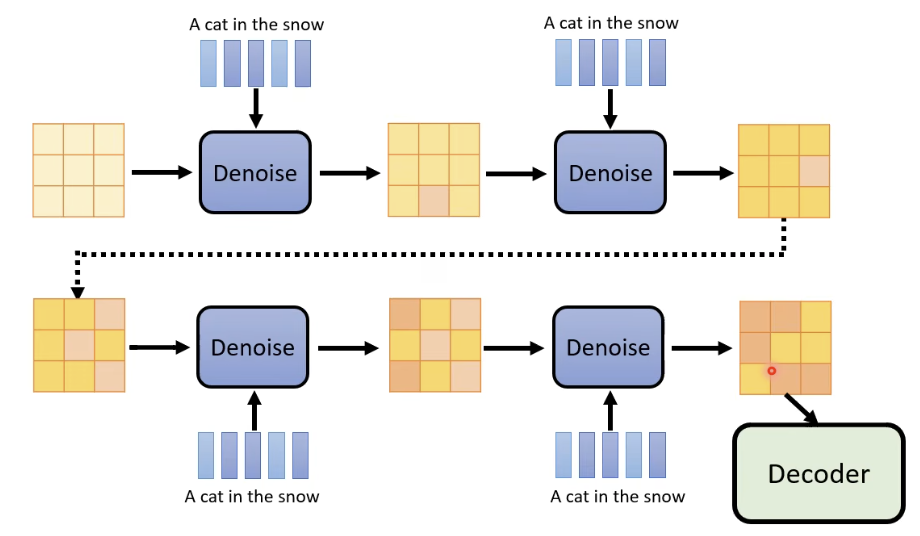 A cat in the snow
A cat in the snow
Denoise
Denoise
Denoise
Denoise
A cat in the snow
A cat in the snow
Decoder